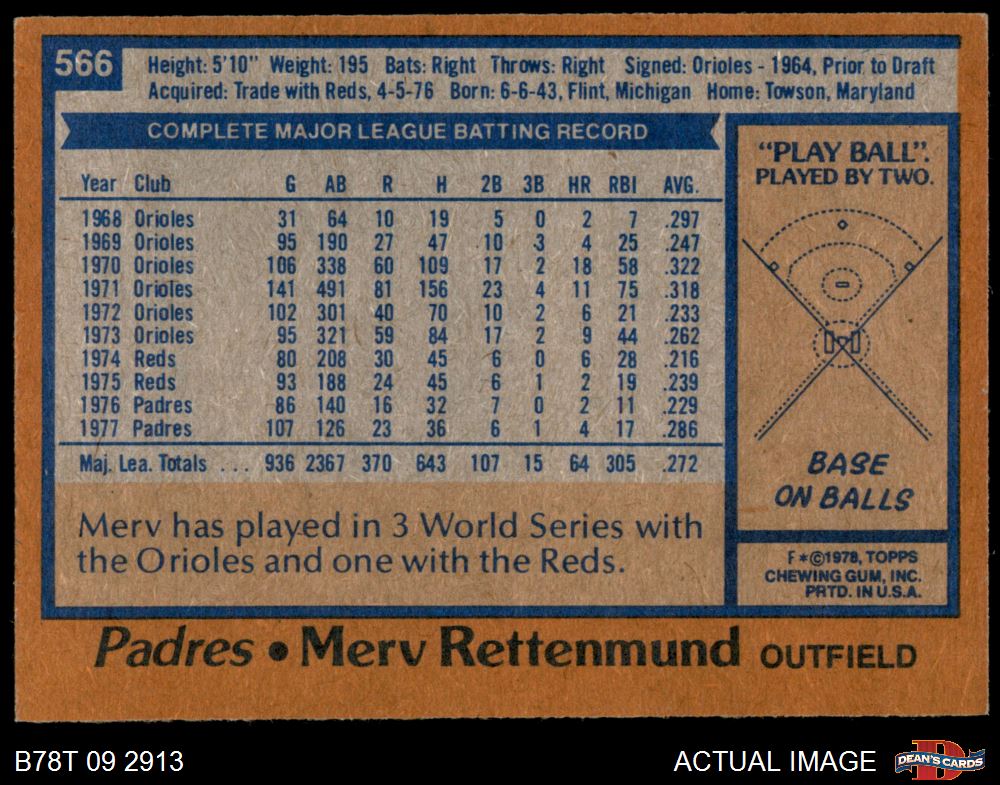 566
Height: 5'10" Weight: 195 Bats: Right Throws: Right Signed: Orioles - 1964, Prior to Draft
Acquired: Trade with Reds, 4-5-76 Born: 6-6-43, Flint, Michigan Home: Towson, Maryland
COMPLETE MAJOR LEAGUE BATTING RECORD
Year Club G AB R H 2B 3B HR RBI AVG.
1968 Orioles 31 64 10 19 5 0 2 7 .297
1969 Orioles 95 190 27 47 10 3 4 25 .247
1970 Orioles 106 338 60 109 17 2 18 58 .322
1971 Orioles 141 491 81 156 23 4 11 75 .318
1972 Orioles 102 301 40 70 10 2 6 21 .233
1973 Orioles 95 321 59 84 17 2 9 44 .262
1974 Reds 80 208 30 45 6 0 6 28 .216
1975 Reds 93 188 24 45 6 1 2 19 .239
1976 Padres 86 140 16 32 7 0 2 11 .229
1977 Padres 107 126 23 36 6 1 4 17 .286
Maj. Lea. Totals . . . 936 2367 370 643 107 15 64 305 .272
Merv has played in 3 World Series with
the Orioles and one with the Reds.
"PLAY BALL".
PLAYED BY TWO.
BASE
ON BALLS
F *©1978, TOPPS
CHEWING GUM, INC.
PRTD. IN U.S.A.
Padres • Merv Rettenmund OUTFIELD
B78T 09 2913
ACTUAL IMAGE
D
DEAN'S CARDS